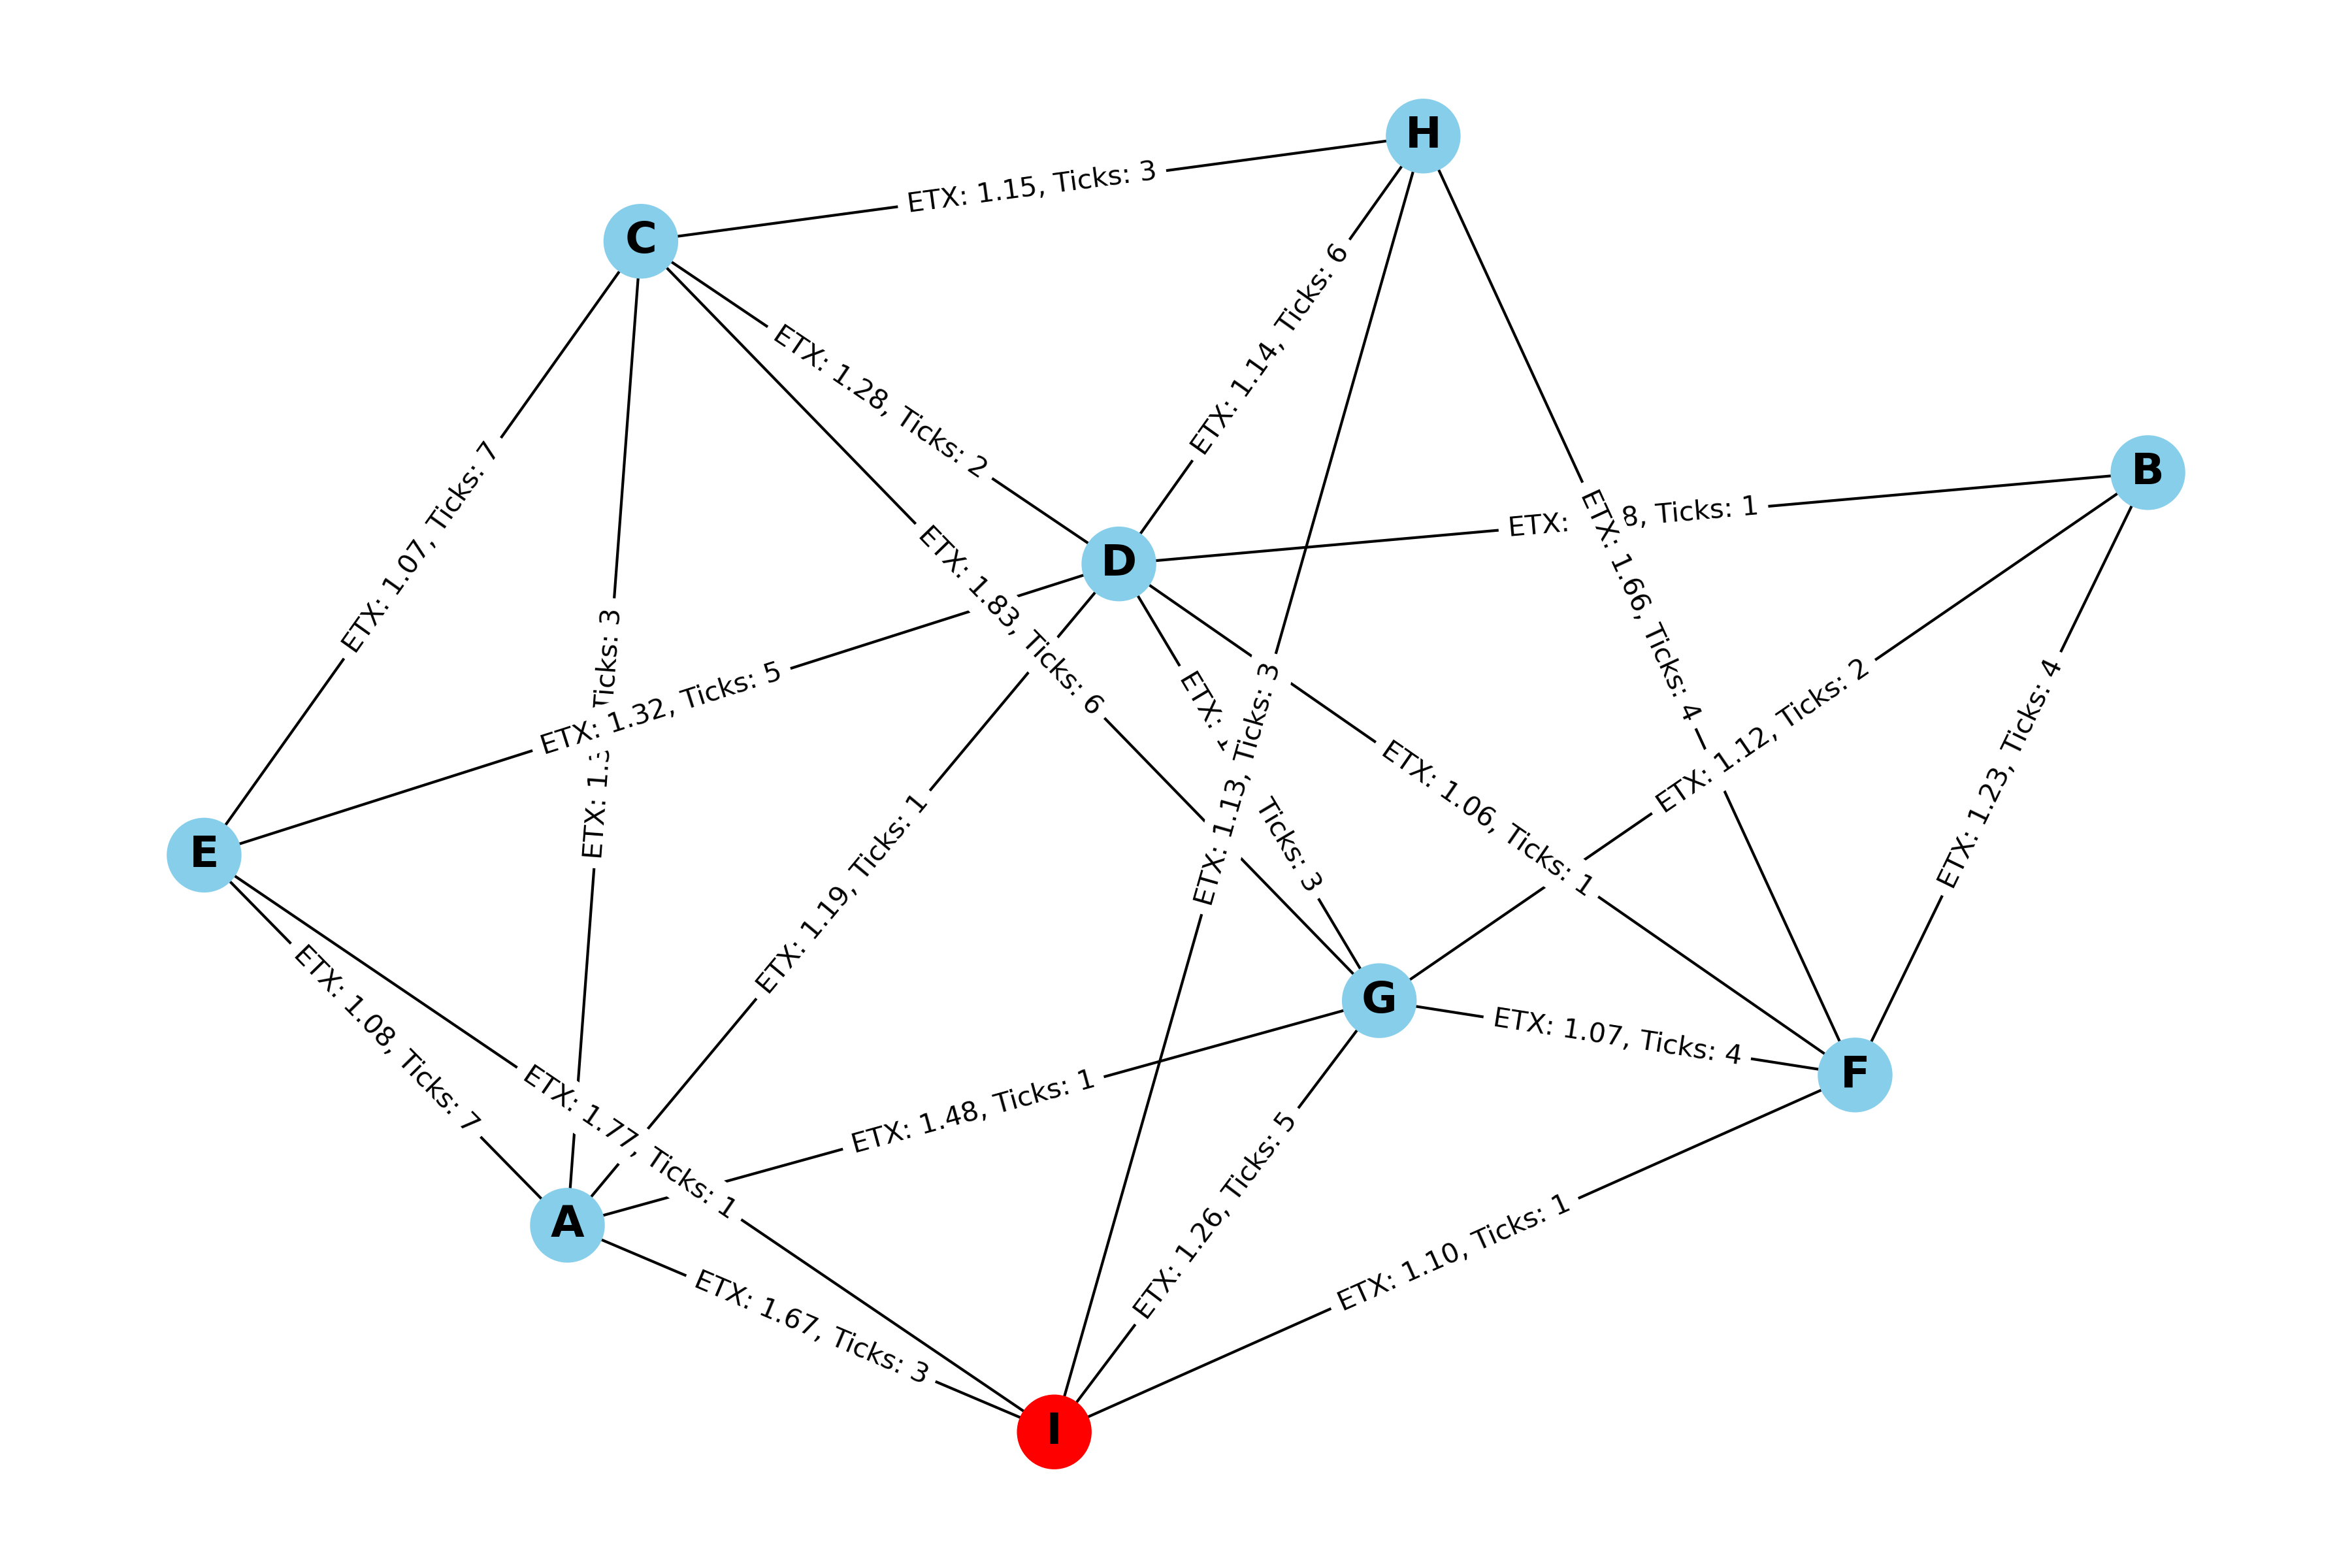 H
ETX: 1.15, Ticks: 3
C
ETX: 1.14, Ticks: 6
ETX: 1.28, Ticks: 2
B
ETX: Ticks: 1
ETX: 1.07, Ticks: 7
D
ETX: 1.66, Ticks: 4
ETX: 1.83, Ticks: 6
ETX: Ticks: 3
ETX: 1.32, Ticks: 5
ETX: Ticks: 3
ETX: 1.13, Ticks: 3
ETX: 1.12, Ticks: 2
ETX: 1.23, Ticks: 4
ETX: 1.06, Ticks: 1
E
ETX: 1.19, Ticks: 1
G
ETX: 1.07, Ticks: 4
ETX: 1.08, Ticks: 7
F
ETX: 1.48, Ticks: 1
ETX: 1.77, Ticks: 1
A
ETX: 1.26, Ticks: 5
ETX: 1.10, Ticks: 1
ETX: 1.67, Ticks: 3
I